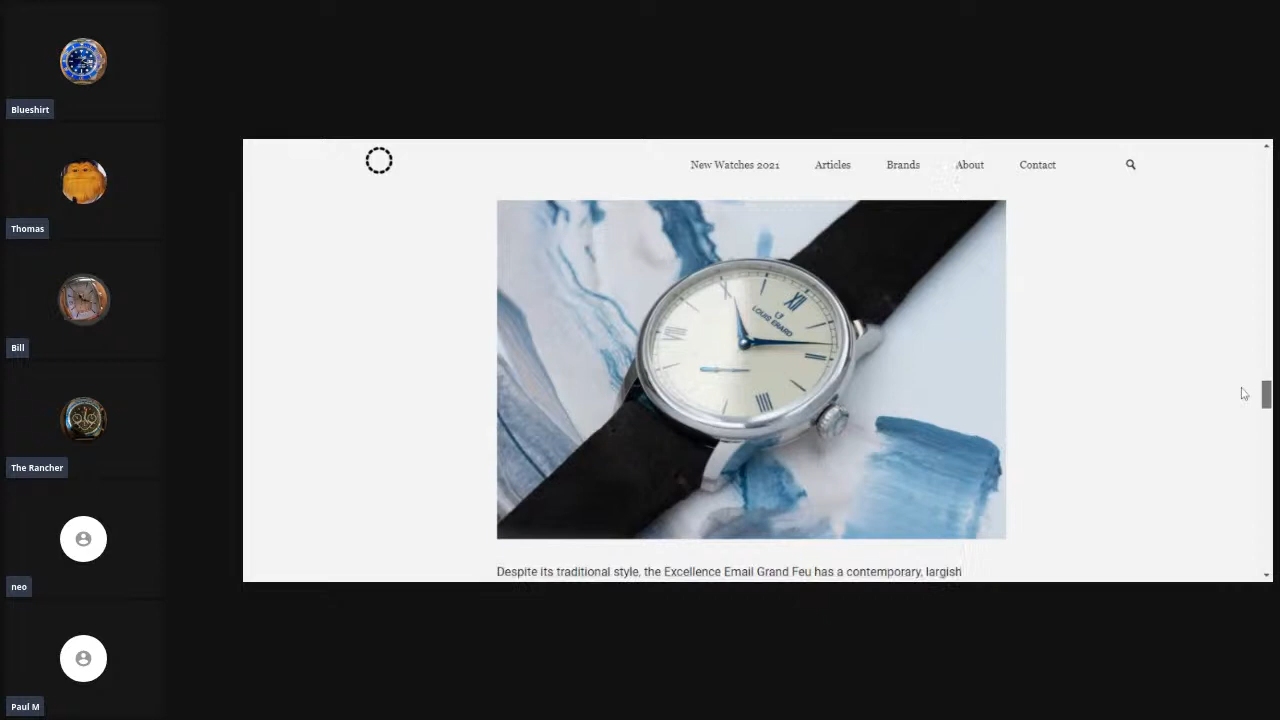 Blueshirt
Thomas
Bill
The Rancher
neo
Paul M
New Watches 2021 Articles Brands About Contact
XII
LOUIS ERARD
Despite its traditional style, the Excellence Email Grand Feu has a contemporary, largish